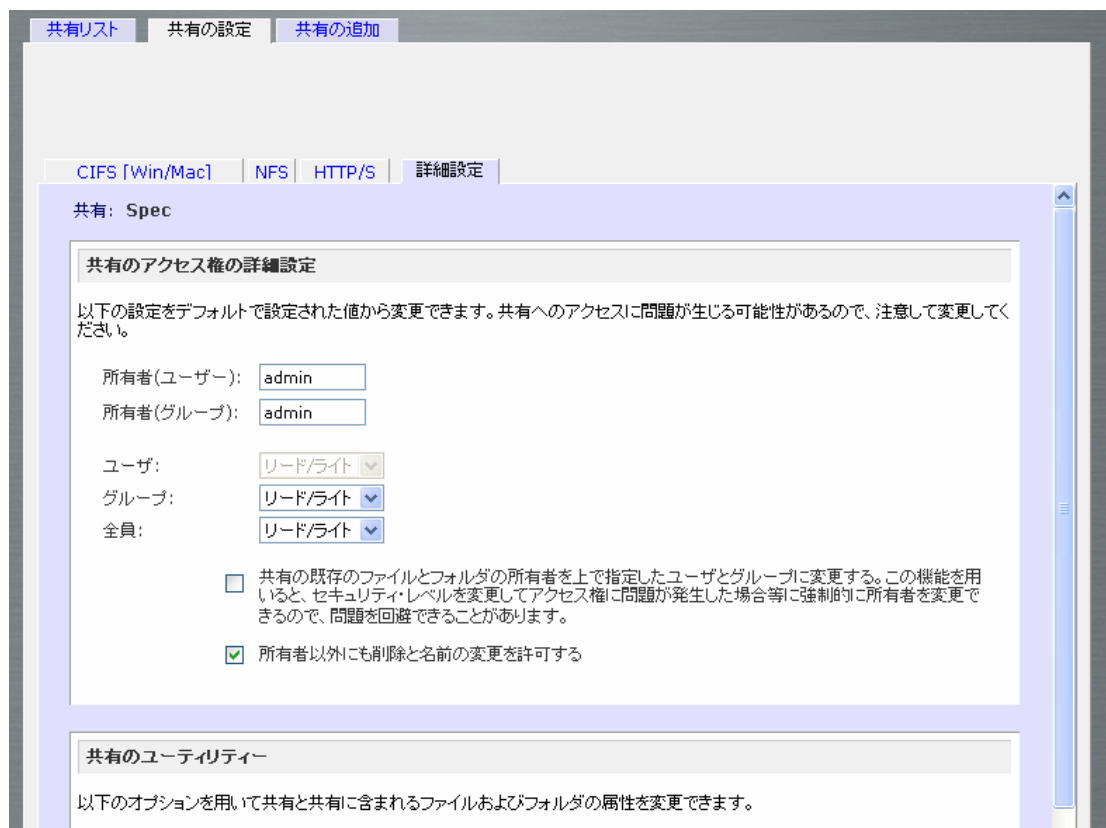 共有リスト 共有の設定 共有の追加
CIFS [Win/Mac] NFS HTTP/S 詳細設定
共有: Spec
共有のアクセス権の詳細設定
以下の設定をデフォルトで設定された値から変更できます。共有へのアクセスに問題が生じる可能性があるので、注意して変更してく
ださい。
所有者(ユーザー): admin
所有者(グループ): admin
ユーザ: リード/ライト
グループ: リード/ライト
全員: リード/ライト
共有の既存のファイルとフォルダの所有者を上で指定したユーザとグループに変更する。この機能を用
いると、セキュリティ・レベルを変更してアクセス権に問題が発生した場合等に強制的に所有者を変更で
きるので、問題を回避できることがあります。
所有者以外にも削除と名前の変更を許可する
共有のユーティリティー
以下のオプションを用いて共有と共有に含まれるファイルおよびフォルダの属性を変更できます。